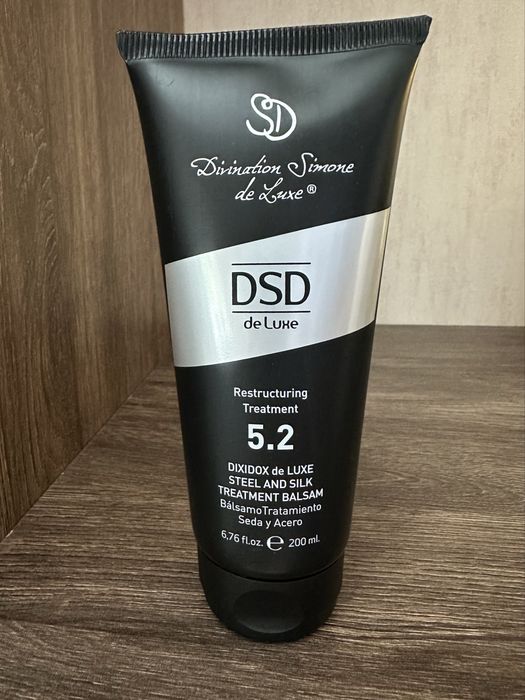 SD
Divination Simone
de Luxe ®
DSD
de Luxe
Restructuring
Treatment
5.2
DIXIDOX de LUXE
STEEL AND SILK
TREATMENT BALSAM
BálsamoTratamiento
Seda y Acero
6,76 fl.oz. ℮ 200 ml.